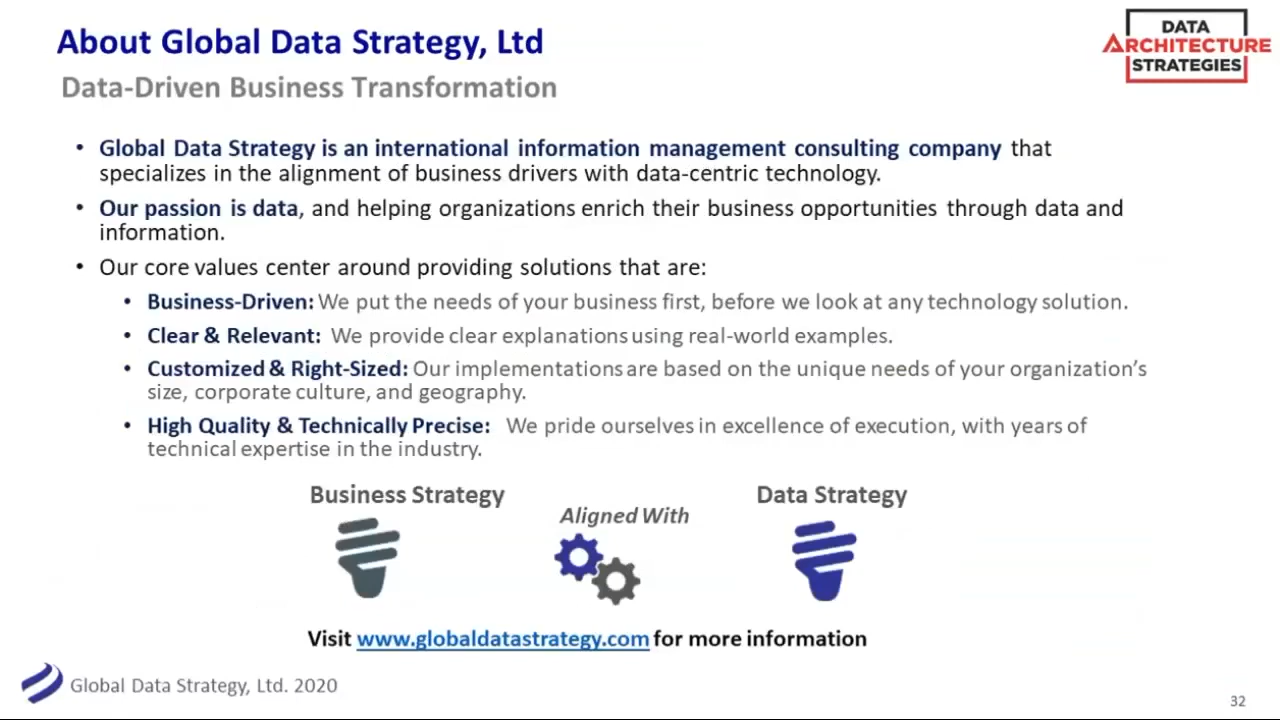 About Global Data Strategy, Ltd
DATA
ARCHITECTURE
STRATEGIES
Data-Driven Business Transformation
• Global Data Strategy is an international information management consulting company that
specializes in the alignment of business drivers with data-centric technology.
• Our passion is data, and helping organizations enrich their business opportunities through data and
information.
• Our core values center around providing solutions that are:
• Business-Driven: We put the needs of your business first, before we look at any technology solution.
• Clear & Relevant: We provide clear explanations using real-world examples.
• Customized & Right-Sized: Our implementations are based on the unique needs of your organization's
size, corporate culture, and geography.
• High Quality & Technically Precise: We pride ourselves in excellence of execution, with years of
technical expertise in the industry.
Business Strategy
Aligned With
Data Strategy
Visit www.globaldatastrategy.com for more information
Global Data Strategy, Ltd. 2020
32